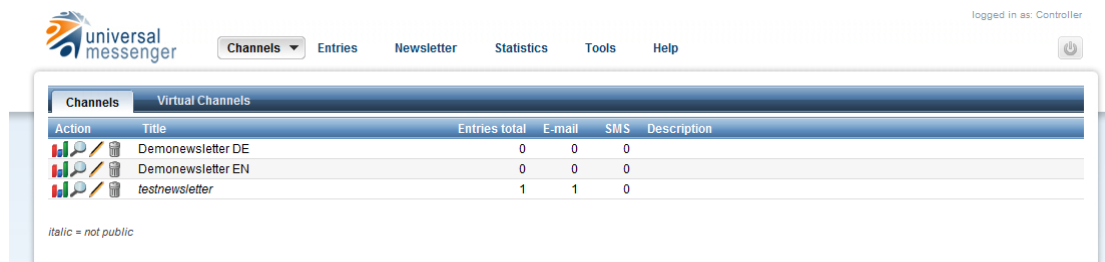 logged in as: Controller
universal
messenger
Channels Entries Newsletter Statistics Tools Help
Channels Virtual Channels
Action Title Entries total E-mail SMS Description
Demonewsletter DE 0 0 0
Demonewsletter EN 0 0 0
testnewsletter 1 1 0
italic = not public